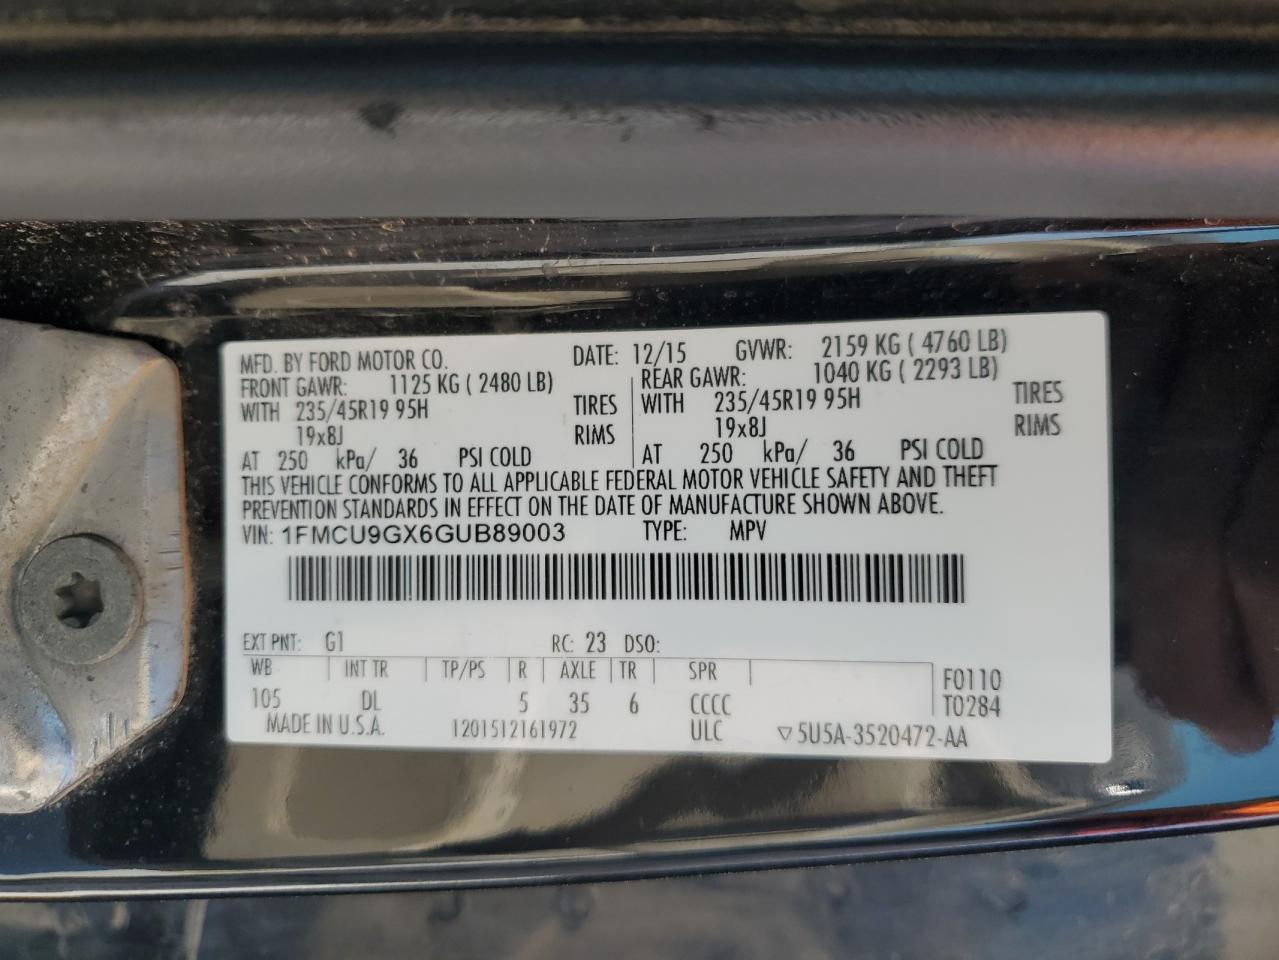 MFD. BY FORD MOTOR CO. DATE: 12/15 GVWR: 2159 KG ( 4760 LB)
FRONT GAWR: 1125 KG ( 2480 LB) REAR GAWR: 1040 KG ( 2293 LB)
WITH 235/45R19 95H TIRES WITH 235/45R19 95H TIRES
19x8J RIMS 19x8J RIMS
AT 250 kPa/ 36 PSI COLD AT 250 kPa/ 36 PSI COLD
THIS VEHICLE CONFORMS TO ALL APPLICABLE FEDERAL MOTOR VEHICLE SAFETY AND THEFT
PREVENTION STANDARDS IN EFFECT ON THE DATE OF MANUFACTURE SHOWN ABOVE.
VIN: 1FMCU9GX6GUB89003 TYPE: MPV
EXT PNT: G1 RC: 23 DSO:
WB INT TR TP/PS R AXLE TR SPR F0110
105 DL 5 35 6 CCCC T0284
MADE IN U.S.A. 1201512161972 ULC ▽5U5A-3520472-AA